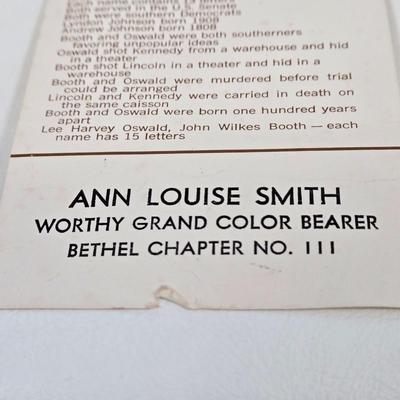 Each name contains 13 letters
Both served in the U.S. Senate
Both were southern Democrats
Lyndon Johnson born 1908
Andrew Johnson born 1808
Booth and Oswald were both southerners
favoring unpopular ideas
Oswald shot Kennedy from a warehouse and hid
in a theater
Booth shot Lincoln in a theater and hid in a
warehouse
Booth and Oswald were murdered before trial
could be arranged
Lincoln and Kennedy were carried in death on
the same caisson
Booth and Oswald were born one hundred years
apart
Lee Harvey Oswald, John Wilkes Booth — each
name has 15 letters
ANN LOUISE SMITH
WORTHY GRAND COLOR BEARER
BETHEL CHAPTER NO. 111